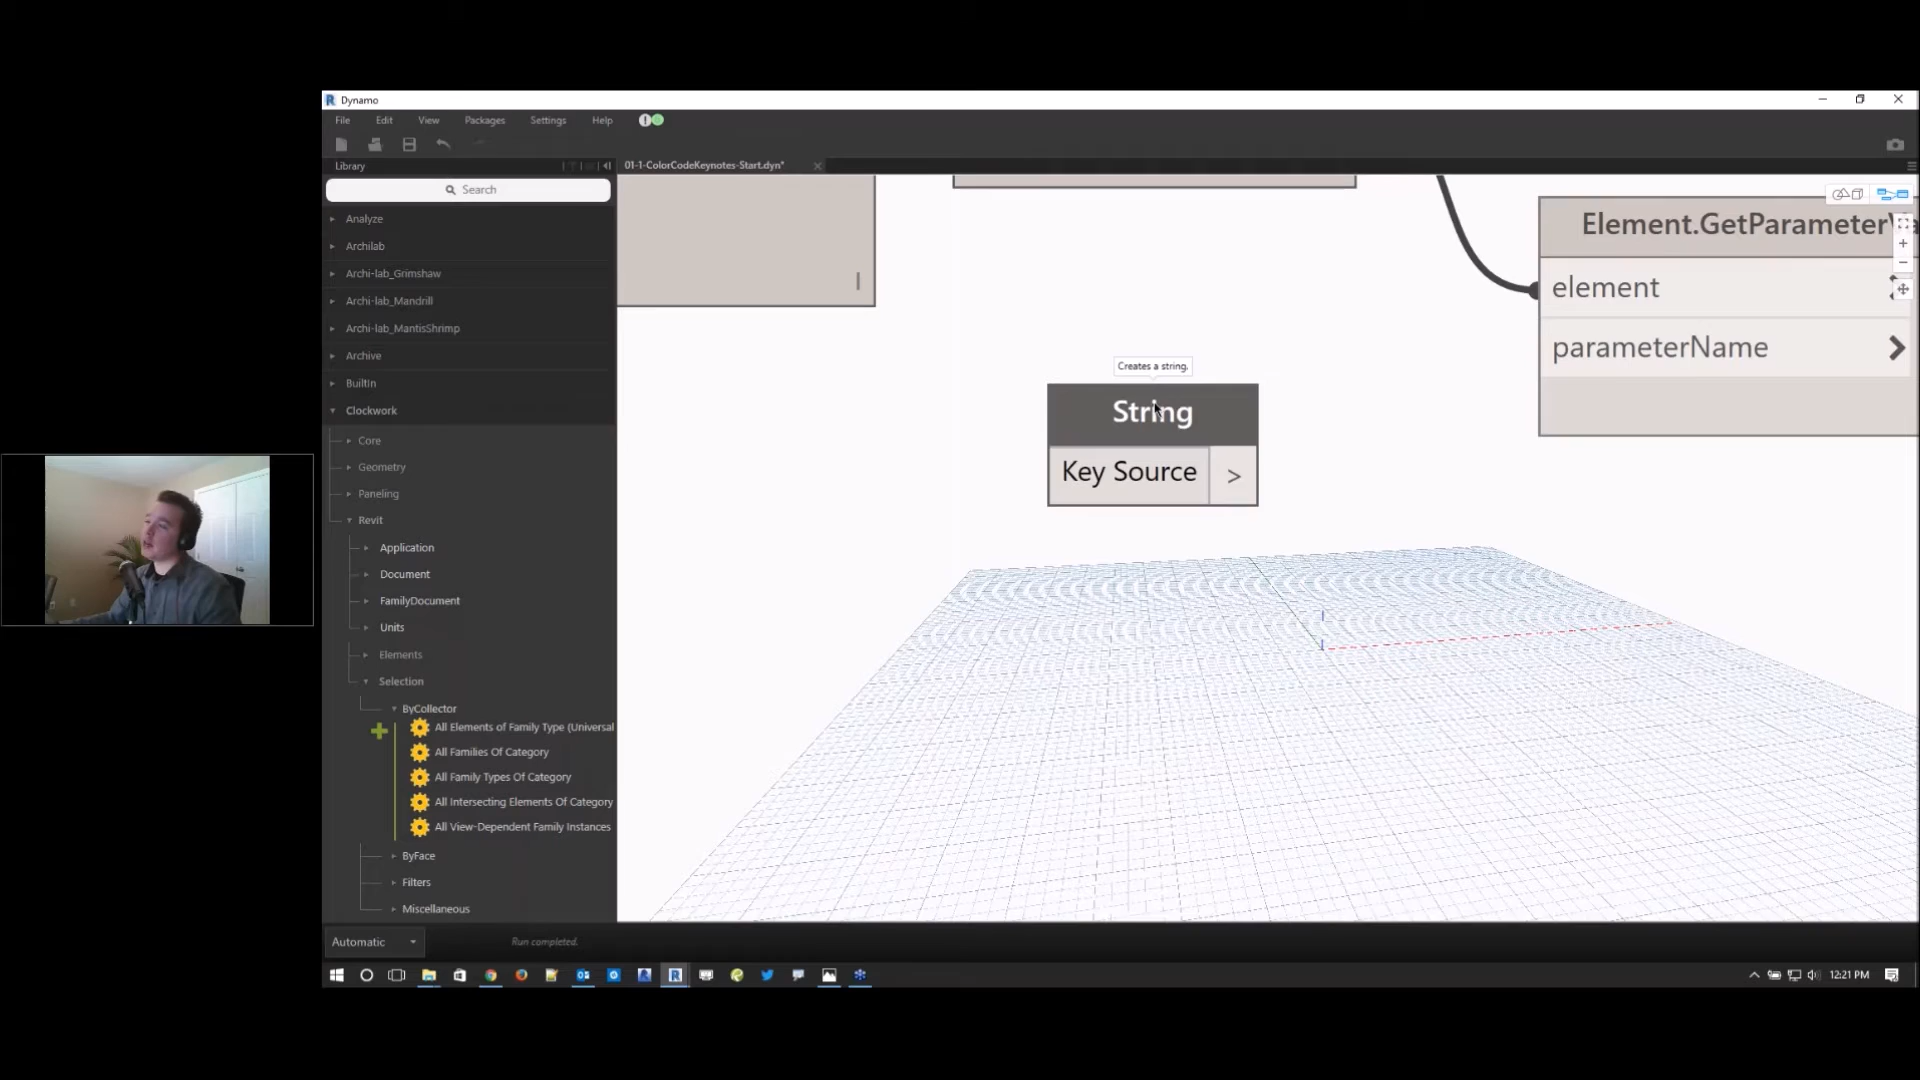 Dynamo
File Edit View Packages Settings Help
Library
01-1-ColorCodeKeynotes-Start.dyn*
Search
Analyze
Archilab
Archi-lab_Grimshaw
Archi-lab_Mandrill
Archi-lab_MantisShrimp
Archive
BuiltIn
Clockwork
Core
Geometry
Paneling
Revit
Application
Document
FamilyDocument
Units
Elements
Selection
ByCollector
All Elements of Family Type (Universal
All Families Of Category
All Family Types Of Category
All Intersecting Elements Of Category
All View-Dependent Family Instances
ByFace
Filters
Miscellaneous
Element.GetParameterVa
element
parameterName
Creates a string.
String
Key Source >
Automatic
Run completed.
12:21 PM